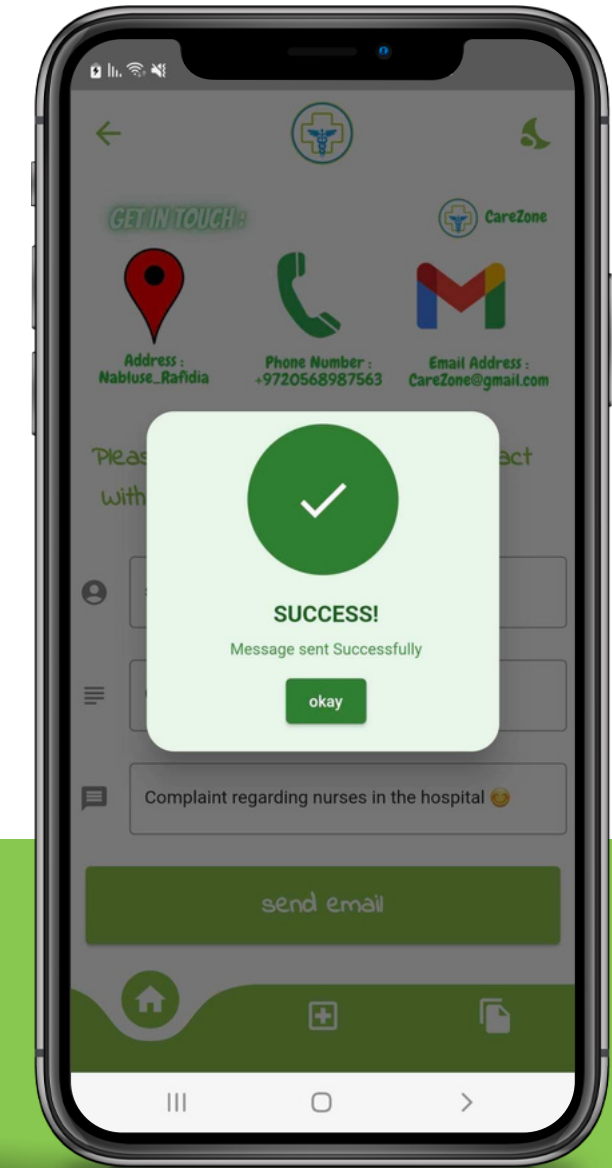 GET IN TOUCH :
CareZone
Address :
Nabluse_Rafidia
Phone Number :
+9720568987563
Email Address :
CareZone@gmail.com
act
with
SUCCESS!
Message sent Successfully
okay
Complaint regarding nurses in the hospital 😊
send email